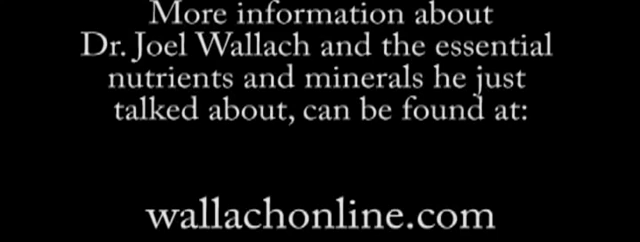 More information about
Dr. Joel Wallach and the essential
nutrients and minerals he just
talked about, can be found at:
wallachonline.com